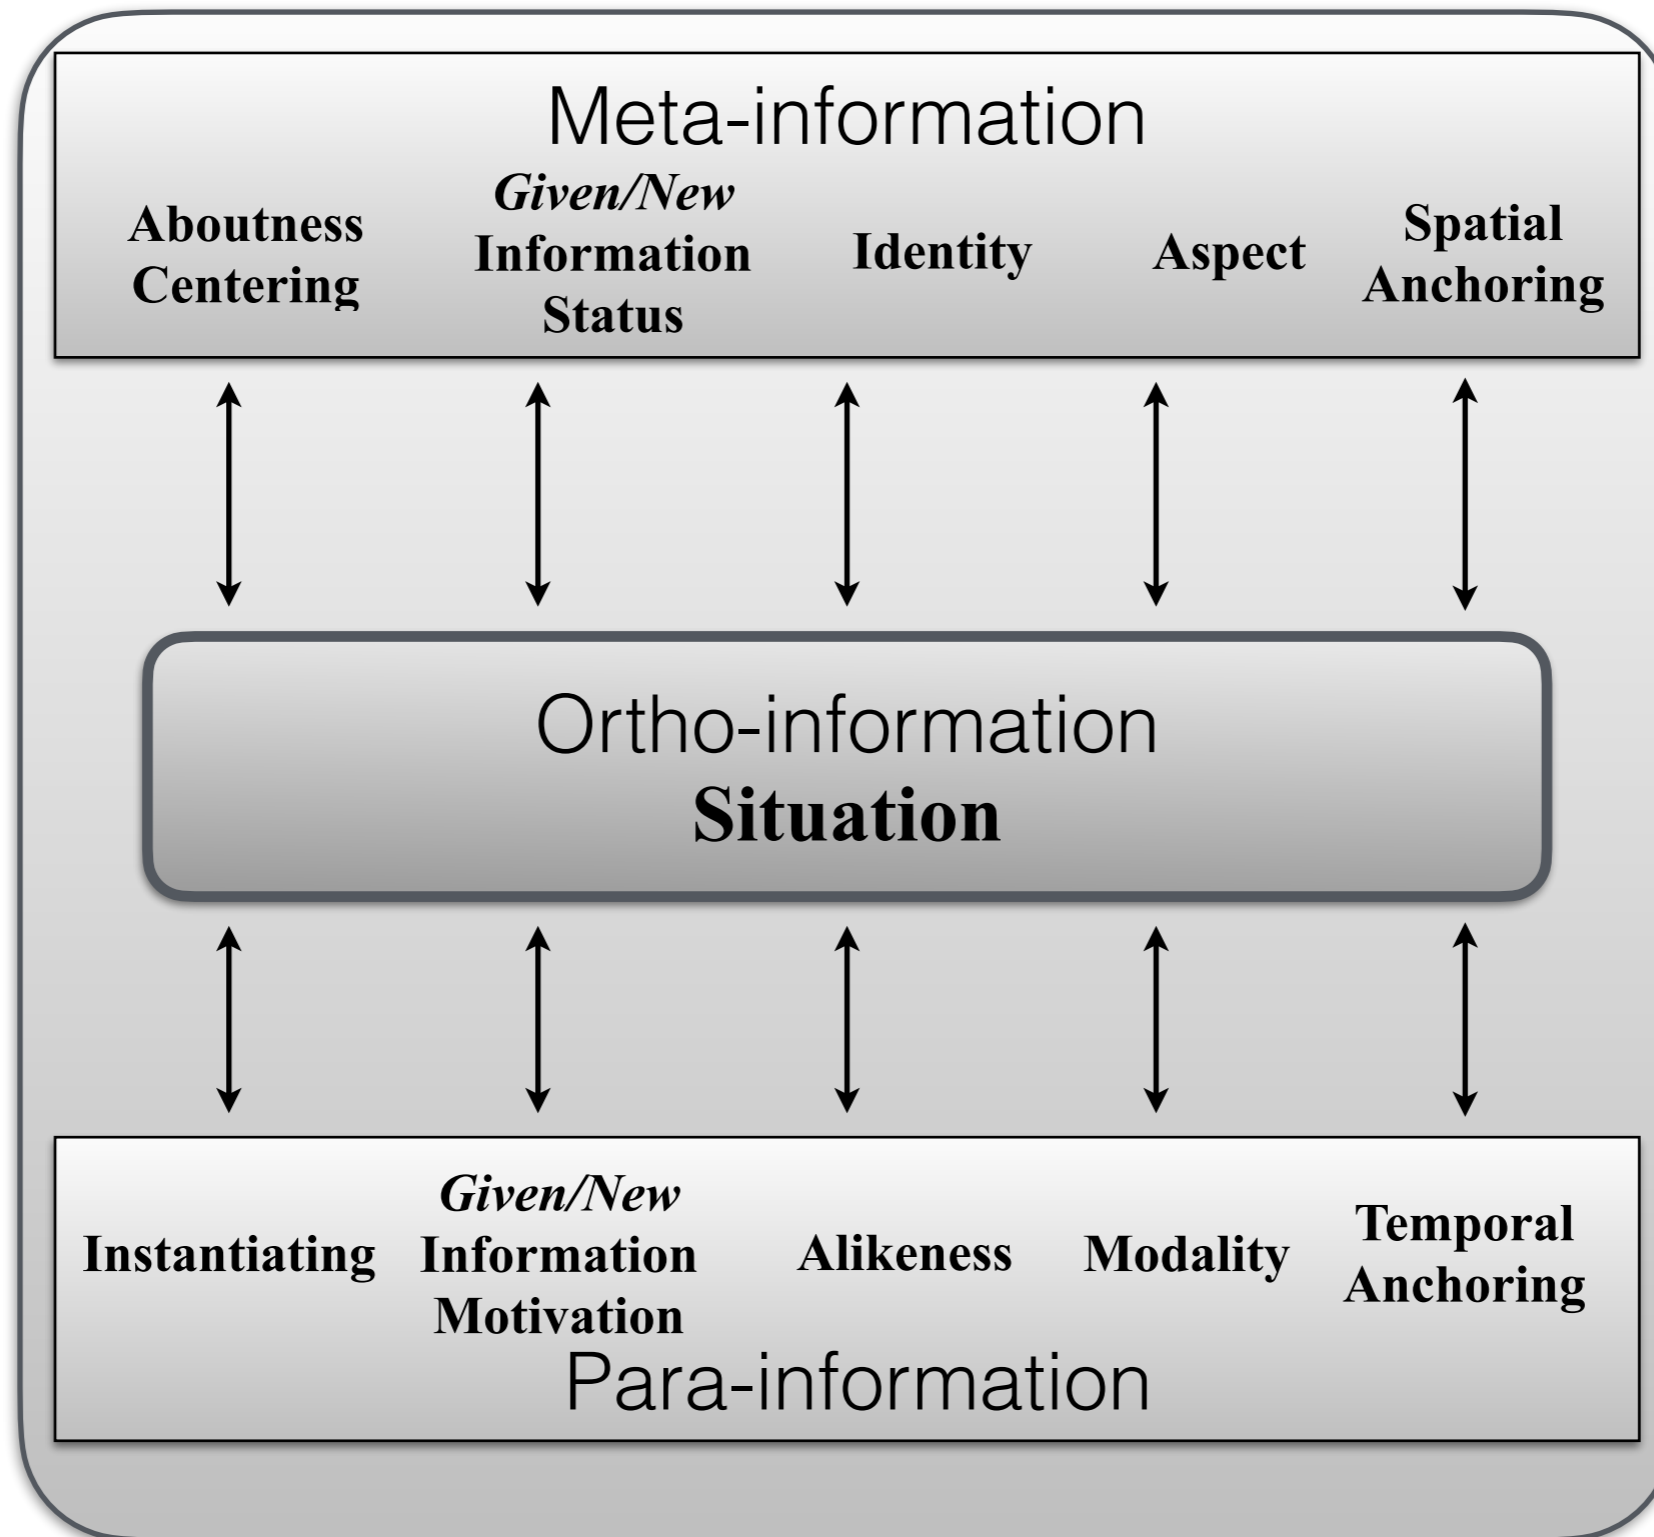 Meta-information
Aboutness
Centering
Given/New
Information
Status
Identity
Aspect
Spatial
Anchoring
Ortho-information
Situation
Instantiating
Given/New
Information
Motivation
Alikeness
Modality
Temporal
Anchoring
Para-information